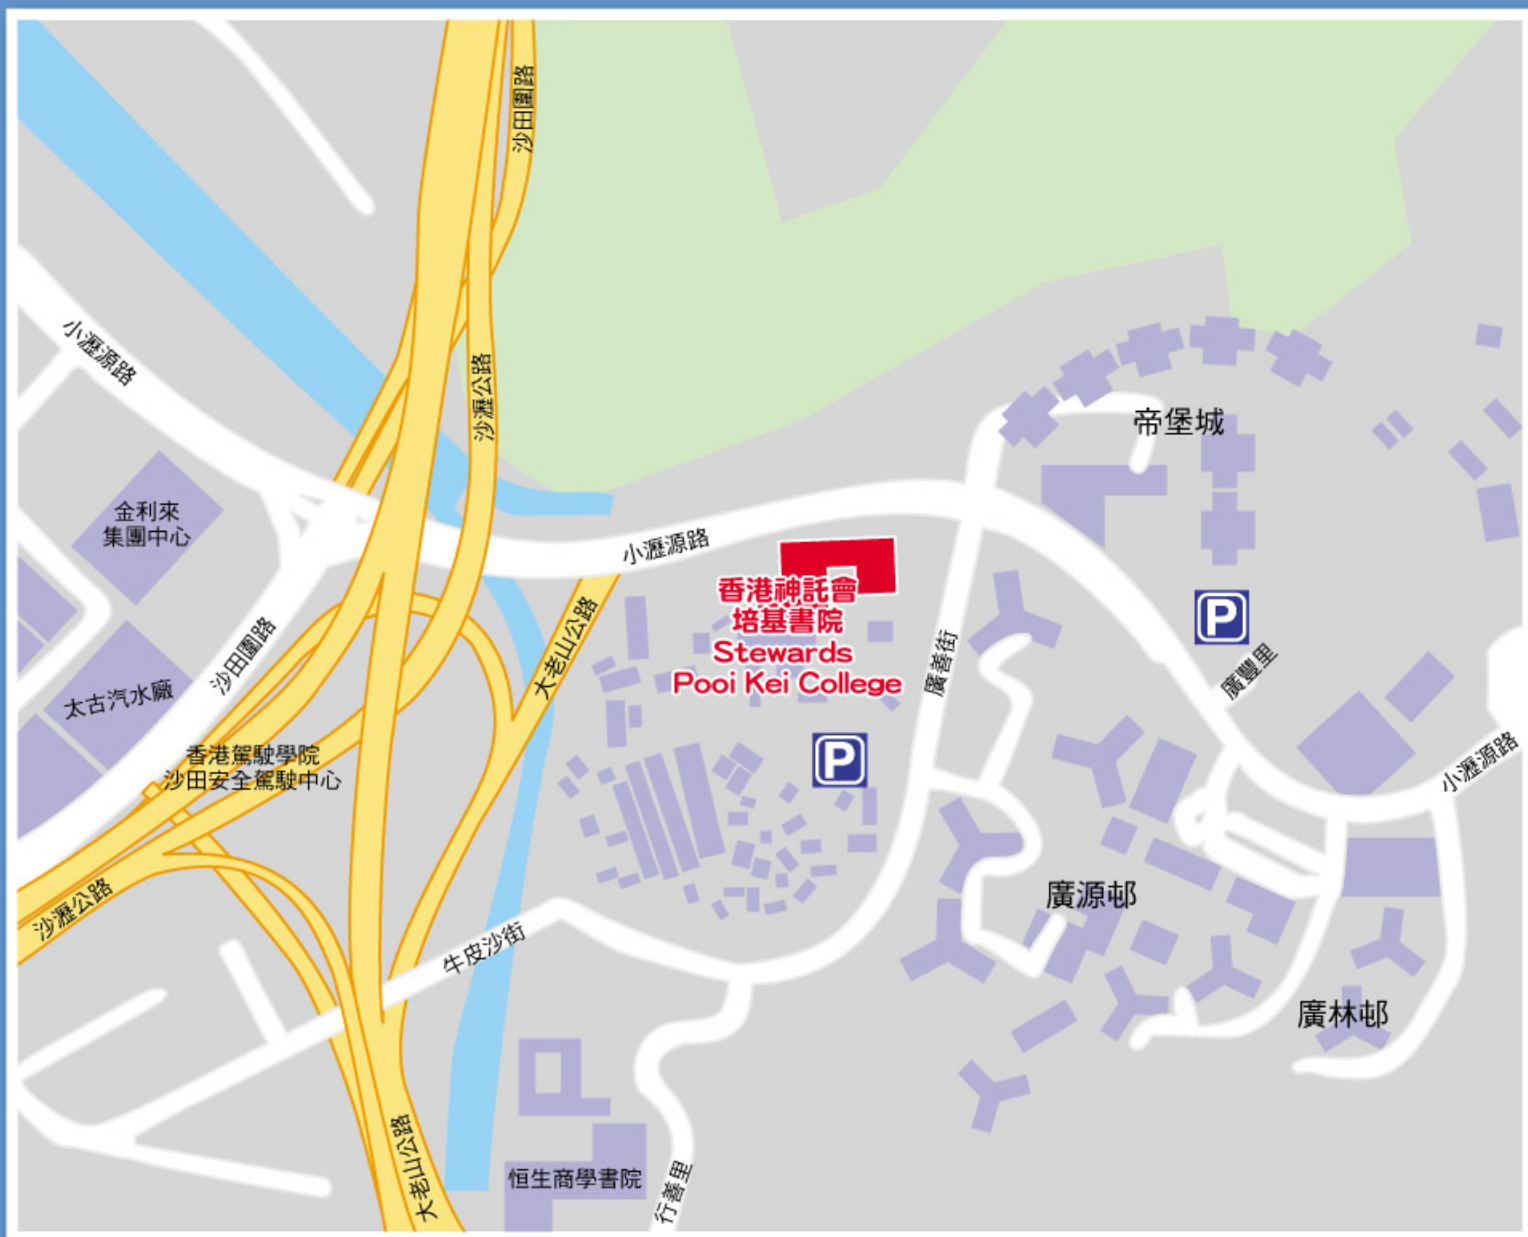 沙田圍路
小瀝源路
沙瀝公路
帝堡城
金利來
集團中心
小瀝源路
香港神託會
培基書院
Stewards
Pooi Kei College
P
大老山公路
沙田圍路
廣善街
廣豐里
太古汽水廠
香港駕駛學院
沙田安全駕駛中心
P
小瀝源路
沙瀝公路
廣源邨
牛皮沙街
廣林邨
大老山公路
恒生商學書院
行善里